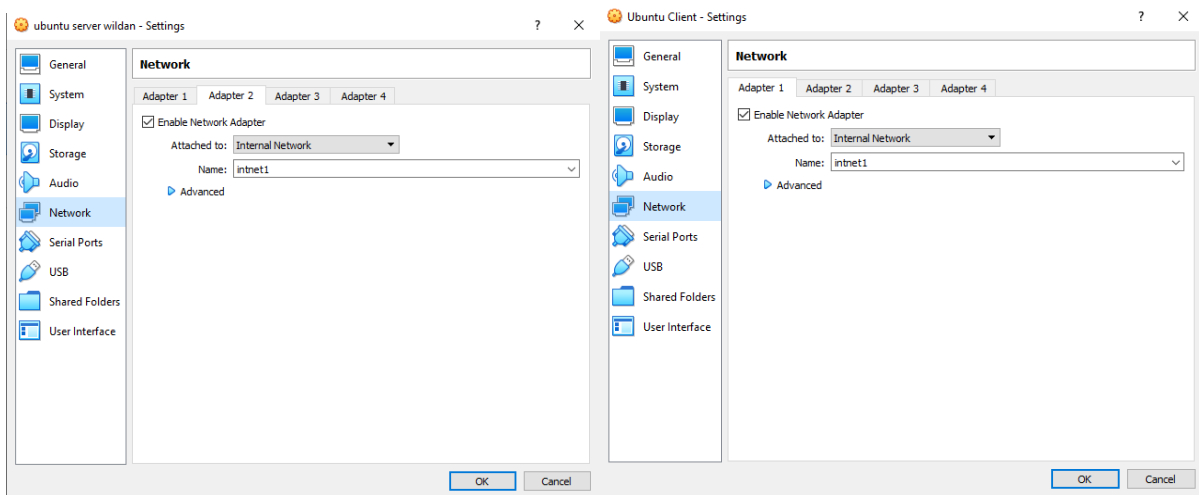 ubuntu server wildan - Settings
?
General
System
Display
Storage
Audio
Network
Serial Ports
USB
Shared Folders
User Interface
Network
Adapter 1 Adapter 2 Adapter 3 Adapter 4
Enable Network Adapter
Attached to: Internal Network
Name: intnet1
Advanced
OK Cancel
Ubuntu Client - Settings
?
General
System
Display
Storage
Audio
Network
Serial Ports
USB
Shared Folders
User Interface
Network
Adapter 1 Adapter 2 Adapter 3 Adapter 4
Enable Network Adapter
Attached to: Internal Network
Name: intnet1
Advanced
OK Cancel